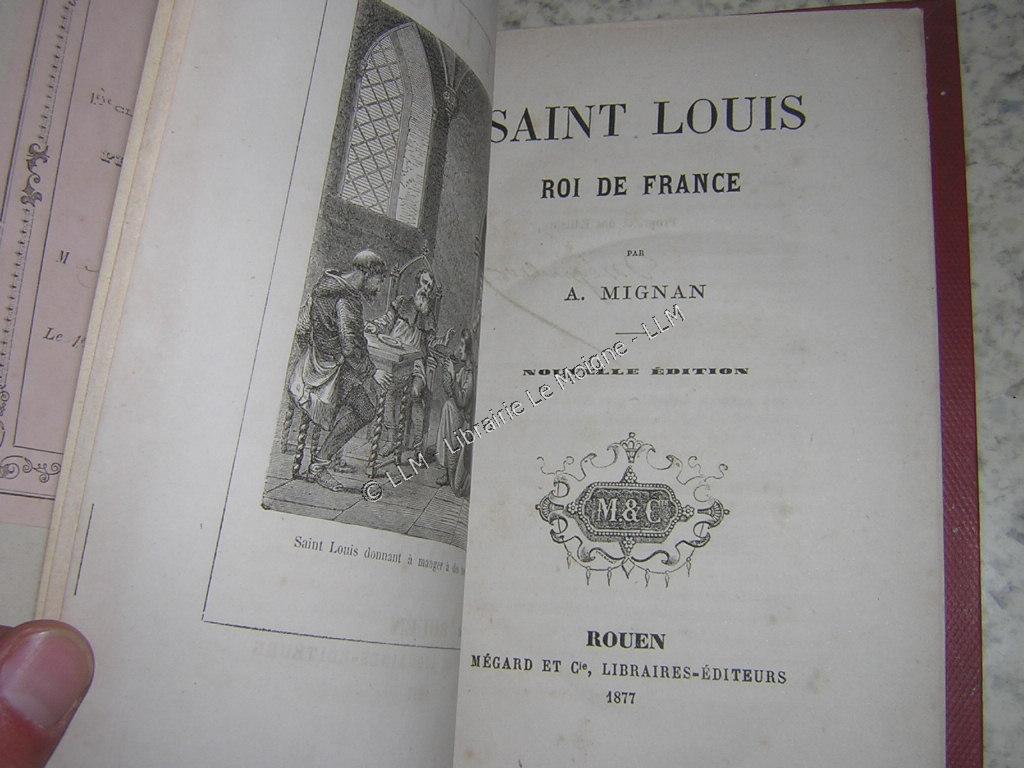 M
Saint Louis donnant à manger à des
SAINT LOUIS
ROI DE FRANCE
PAR
A. MIGNAN
NOUVELLE ÉDITION
M & C
ROUEN
MÉGARD ET Cie, LIBRAIRES-ÉDITEURS
1877
© LLM - Librairie Le Moigne - LLM